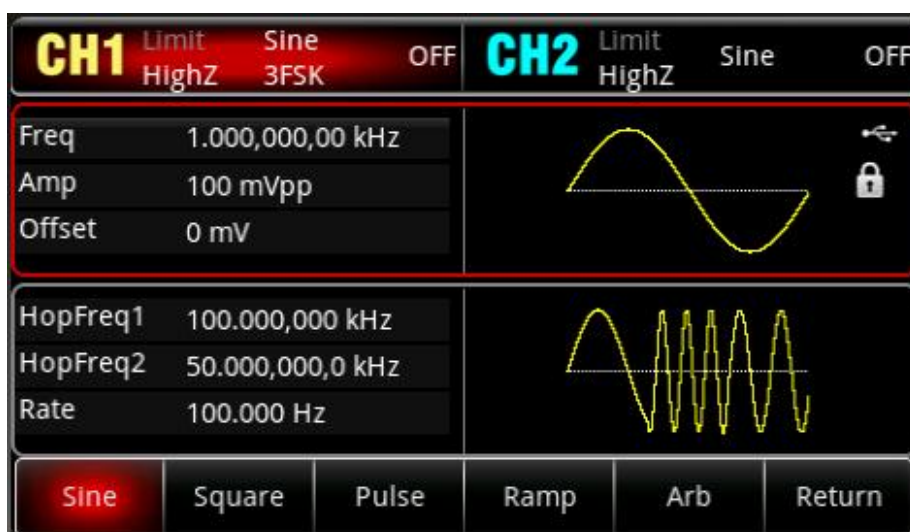 CH1 Limit Sine OFF CH2 Limit Sine OFF
HighZ 3FSK HighZ
Freq 1.000,000,00 kHz
Amp 100 mVpp
Offset 0 mV
HopFreq1 100.000,000 kHz
HopFreq2 50.000,000,0 kHz
Rate 100.000 Hz
Sine Square Pulse Ramp Arb Return